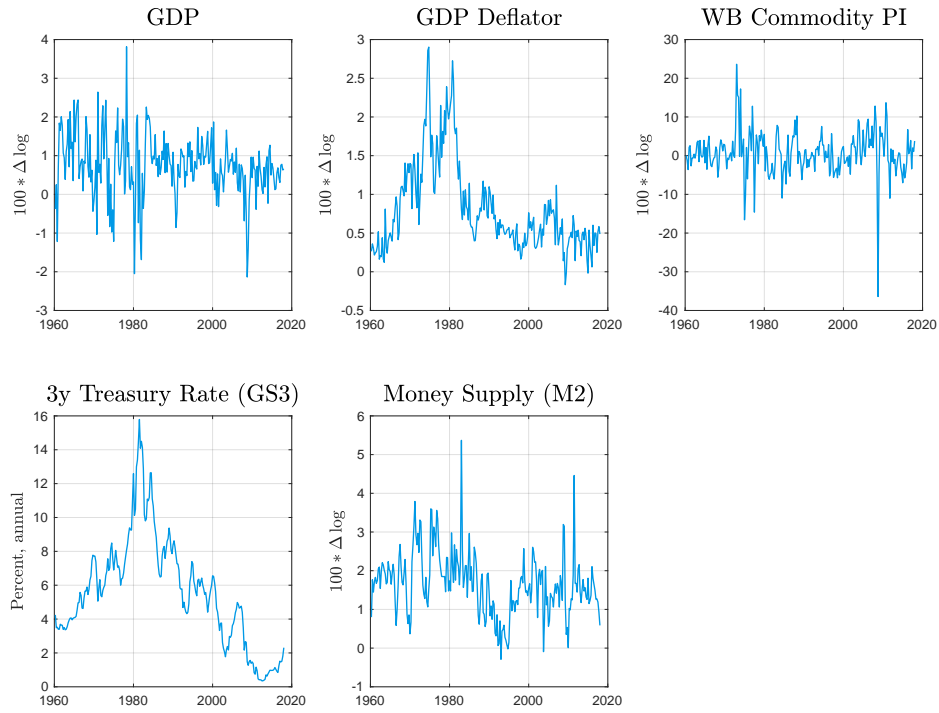 GDP
100 * Δ log
4
3
2
1
0
-1
-2
-3
1960 1980 2000 2020
GDP Deflator
100 * Δ log
3
2.5
2
1.5
1
0.5
0
-0.5
1960 1980 2000 2020
WB Commodity PI
100 * Δ log
30
20
10
0
-10
-20
-30
-40
1960 1980 2000 2020
3y Treasury Rate (GS3)
Percent, annual
16
14
12
10
8
6
4
2
0
1960 1980 2000 2020
Money Supply (M2)
100 * Δ log
6
5
4
3
2
1
0
-1
1960 1980 2000 2020